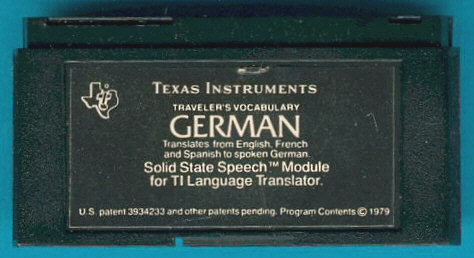 TEXAS INSTRUMENTS
TRAVELER'S VOCABULARY
GERMAN
Translates from English, French
and Spanish to spoken German.
Solid State Speech™ Module
for TI Language Translator.
U.S. patent 3934233 and other patents pending. Program Contents © 1979